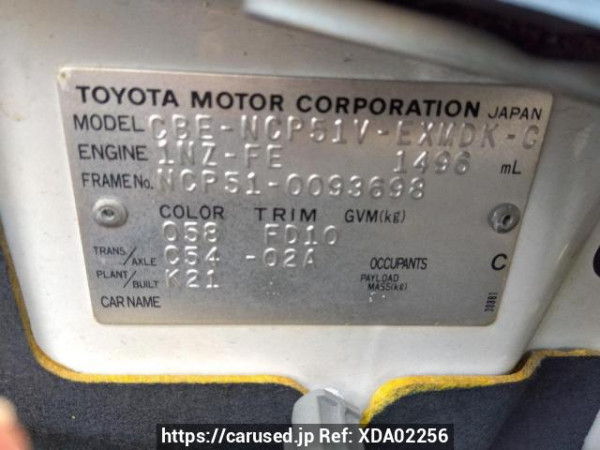 TOYOTA MOTOR CORPORATION JAPAN
MODEL CBE-NCP51V-EXMDK-G
ENGINE 1NZ-FE 1496 mL
FRAME No. NCP51-0093698
COLOR TRIM GVM(kg)
058 FD10
TRANS/AXLE C54 -02A OCCUPANTS C
PLANT/BUILT K21 PAYLOAD MASS(kg)
CAR NAME
https://carused.jp Ref: XDA02256